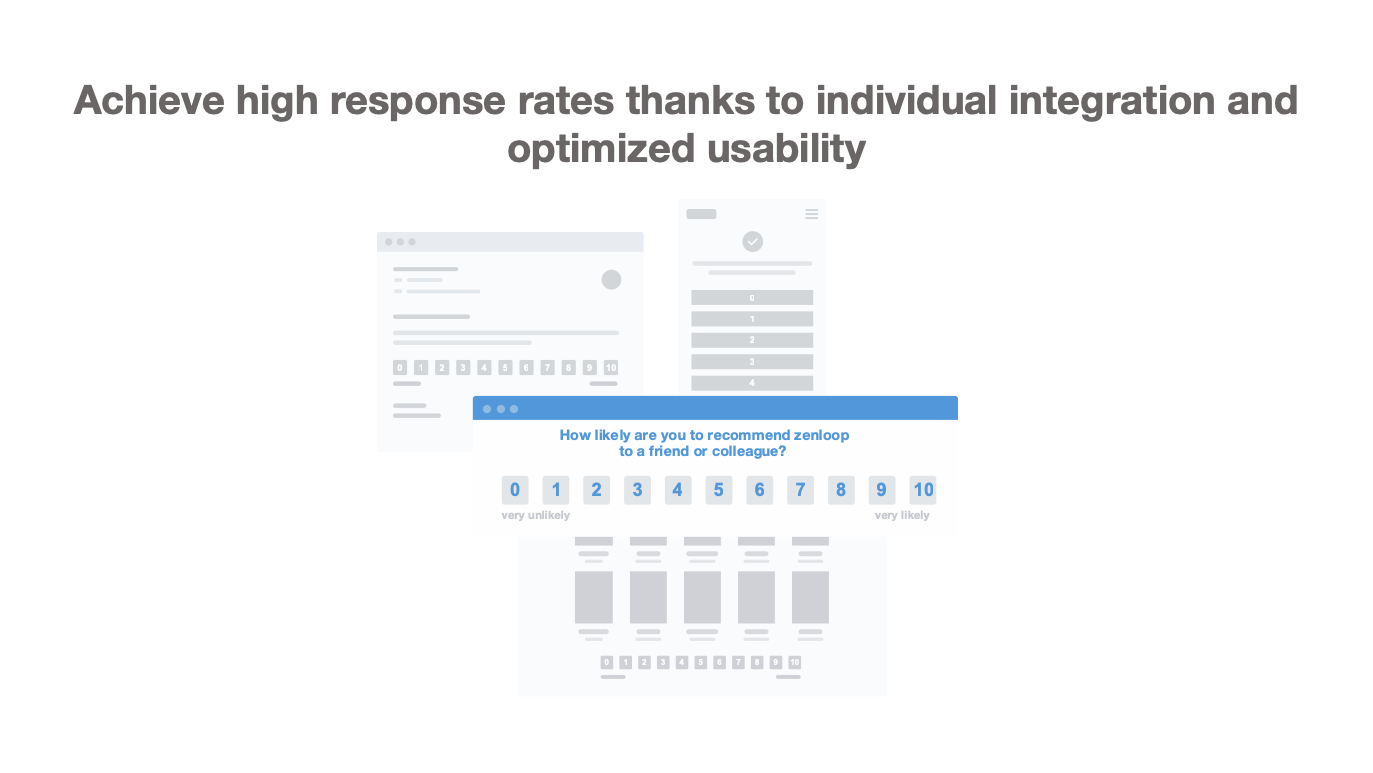 Achieve high response rates thanks to individual integration and
optimized usability
0
1
2
3
4
0 1 2 3 4 5 6 7 8 9 10
How likely are you to recommend zenloop
to a friend or colleague?
0 1 2 3 4 5 6 7 8 9 10
very unlikely very likely
0 1 2 3 4 5 6 7 8 9 10